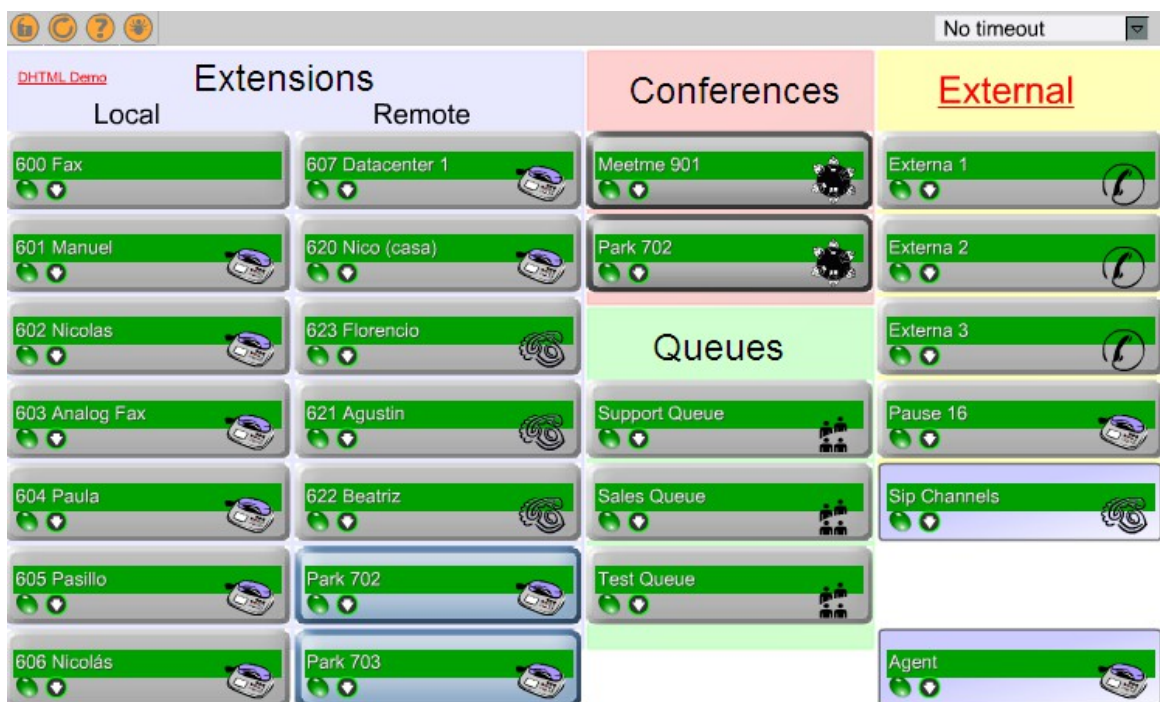 No timeout
DHTML Demo
Extensions
Conferences
External
Local
Remote
600 Fax
607 Datacenter 1
Meetme 901
Externa 1
601 Manuel
620 Nico (casa)
Park 702
Externa 2
602 Nicolas
623 Florencio
Queues
Externa 3
603 Analog Fax
621 Agustin
Support Queue
Pause 16
604 Paula
622 Beatriz
Sales Queue
Sip Channels
605 Pasillo
Park 702
Test Queue
606 Nicolás
Park 703
Agent